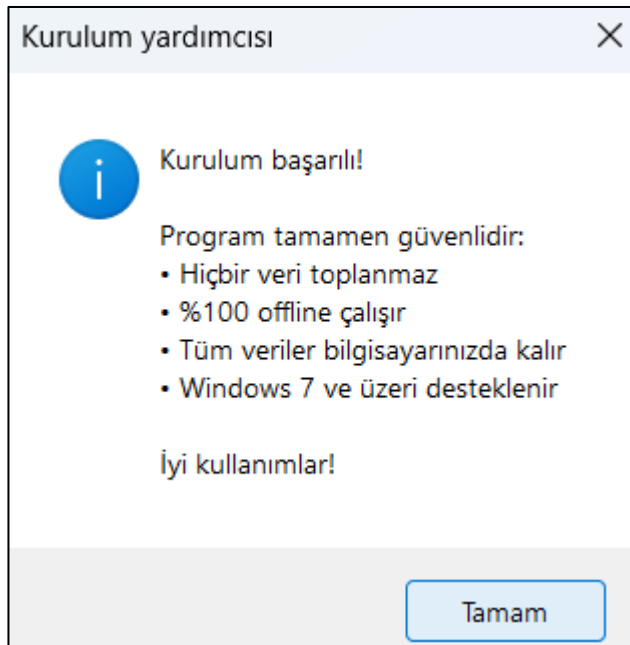 Kurulum yardımcısı
Kurulum başarılı!
Program tamamen güvenlidir:
• Hiçbir veri toplanmaz
• %100 offline çalışır
• Tüm veriler bilgisayarınızda kalır
• Windows 7 ve üzeri desteklenir
İyi kullanımlar!
Tamam